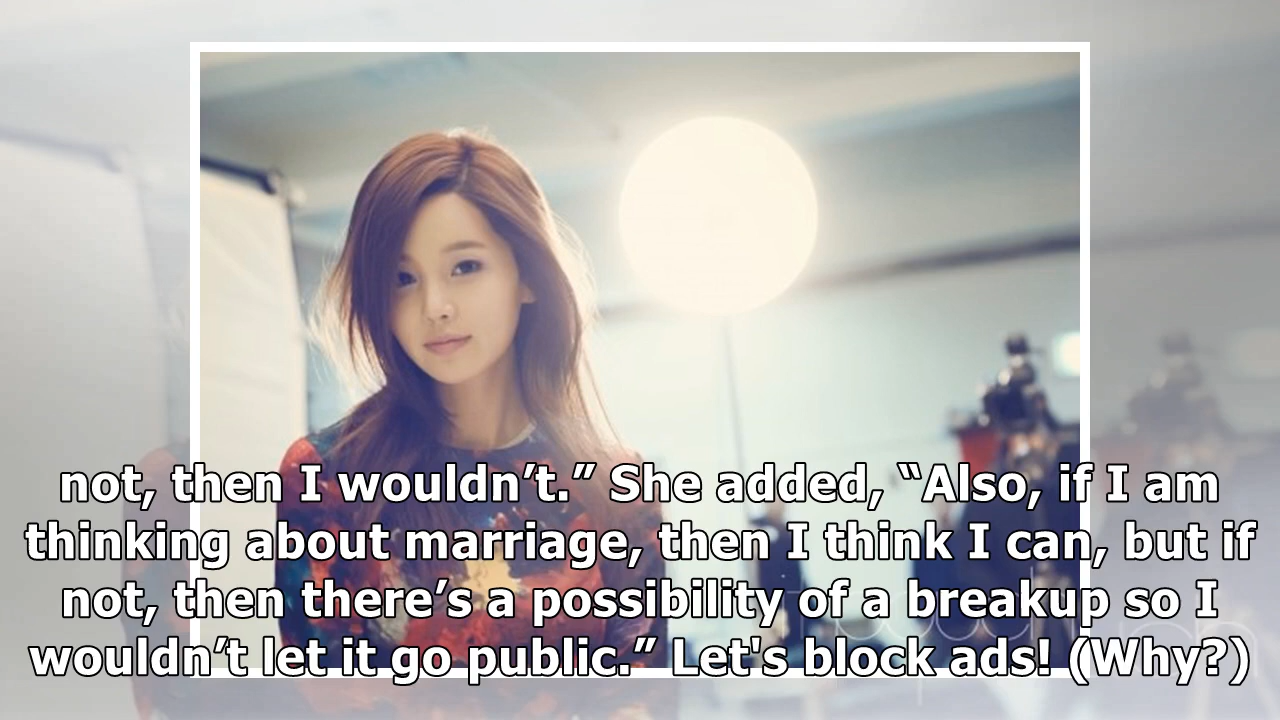 not, then I wouldn’t.” She added, “Also, if I am
thinking about marriage, then I think I can, but if
not, then there’s a possibility of a breakup so I
wouldn’t let it go public.” Let's block ads! (Why?)